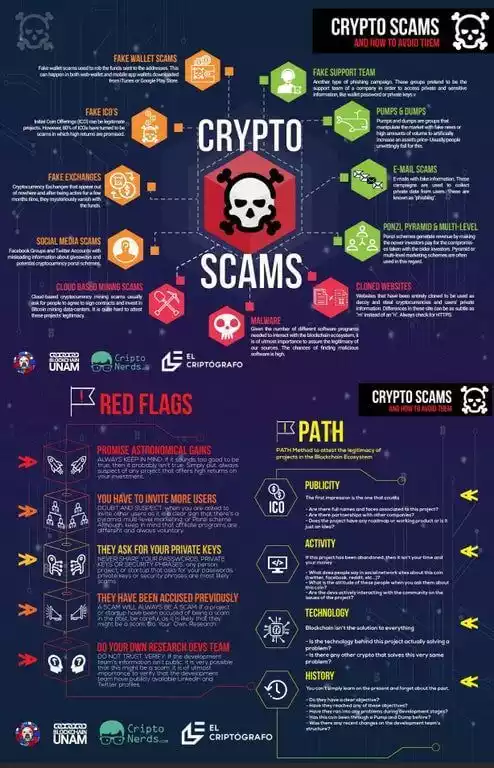 CRYPTO SCAMS
AND HOW TO AVOID THEM
FAKE WALLET SCAMS
Fake wallet scams used to rob the funds sent to the addresses. This
can happen in both web-wallet and mobile app wallets downloaded
from iTunes or Google Play Store.
FAKE SUPPORT TEAM
Another type of phishing campaign. These groups pretend to be the
support team of a company in order to access private and sensitive
information, like wallet password or private keys.
FAKE ICO'S
Initial Coin Offerings (ICO) can be legitimate
projects. However, 80% of ICOs have turned to be
scams in which high returns are promised.
PUMPS & DUMPS
Pumps and dumps are groups that
manipulate the market with fake news or
high amounts of volume to artificially
increase an assets price. Usually people
unwittingly fall for this.
CRYPTO
SCAMS
FAKE EXCHANGES
Cryptocurrency Exchanges that appear out
of nowhere and after being active for a few
months time, they mysteriously vanish with
the funds.
E-MAIL SCAMS
E-mails with fake information. These
campaigns are used to collect
private data from users. (These are
known as "phishing"
SOCIAL MEDIA SCAMS
Facebook Groups and Twitter Accounts with
misleading information about giveaways and
potential cryptocurrency ponzi schemes.
PONZI, PYRAMID & MULTI-LEVEL
Ponzi schemes generate revenue by making
the newer investors pay for the compromis-
es taken with the older investors. Pyramid or
multi-level marketing schemes are often
used in this regard.
CLOUD BASED MINING SCAMS
Cloud-based cryptocurrency mining scams usually
ask for people to agree to sign contracts and invest in
Bitcoin mining data-centers. It is quite hard to attest
these projects' legitimacy.
CLONED WEBSITES
Websites that have been entirely cloned to be used as
decoy and steal cryptocurrencies and users' private
information. Differences in these site can be as subtle as
"m" instead of an "n". Always check for HTTPS.
MALWARE
Given the number of different software programs
needed to interact with the blockchain ecosystem, it
is of utmost importance to assure the legitimacy of
our sources. The chances of finding malicious
software is high.
BLOCKCHAIN
UNAM
Cripto
Nerds.com
EL
CRIPTÓGRAFO
CRYPTO SCAMS
AND HOW TO AVOID THEM
RED FLAGS
PROMISE ASTRONOMICAL GAINS
ALWAYS KEEP IN MIND: If it sounds too good to be
true, then it probably isn't true. Simply put, always
suspect of any project that offers high returns on
your investment.
YOU HAVE TO INVITE MORE USERS
DOUBT AND SUSPECT when you are asked to
invite other users as it is clear sign that there's a
pyramid, multi-level marketing or Ponzi scheme.
Although, keep in mind that affiliate programs are
different and always voluntary.
THEY ASK FOR YOUR PRIVATE KEYS
NEVER SHARE YOUR PASSWORDS, PRIVATE
KEYS OR SECURITY PHRASES. any person,
project, or startup that asks for your passwords,
private keys or security phrases are most likely
scams.
THEY HAVE BEEN ACCUSED PREVIOUSLY
A SCAM WILL ALWAYS BE A SCAM if a project
or startup have been accused of being a scam
in the past, be careful, as it is likely that they
might be a scam. Do. Your. Own. Research.
DO YOUR OWN RESEARCH DEVS TEAM
DO NOT TRUST, VERIFY. If the development
team's information isn't public, it is very possible
that this might be a scam. It is of utmost
importance to verify that the development
team have publicly available LinkedIn and
Twitter profiles.
PATH
PATH Method to attest the legitimacy of
projects in the Blockchain Ecosystem
ICO
PUBLICITY
The first impression is the one that counts
- Are there full names and faces associated to this project?
- Are there partnerships with other companies?
- Does the project have any roadmap or working product or is it
just an idea?
ACTIVITY
If this project has been abandoned, then it isn't your time and
your money
- What does people say in social networks sites about this coin
(twitter, facebook, reddit, etc...)?
- What is the attitude of these people when you ask them about
this coin?
- Are the devs actively interacting with the community on the
issues of the project?
TECHNOLOGY
Blockchain isn't the solution to everything
- Is the technology behind this project actually solving a
problem?
- Is there any other crypto that solves this very same
problem?
HISTORY
You can't simply learn on the present and forget about the past.
- Do they have a clear objective?
- Have they reached any of these objectives?
- Have they ran into any problems during Development stages?
- Has this coin been through a Pump and Dump before?
- Was there any recent changes on the development team's
structure?
BLOCKCHAIN
UNAM
Cripto
Nerds.com
EL
CRIPTÓGRAFO